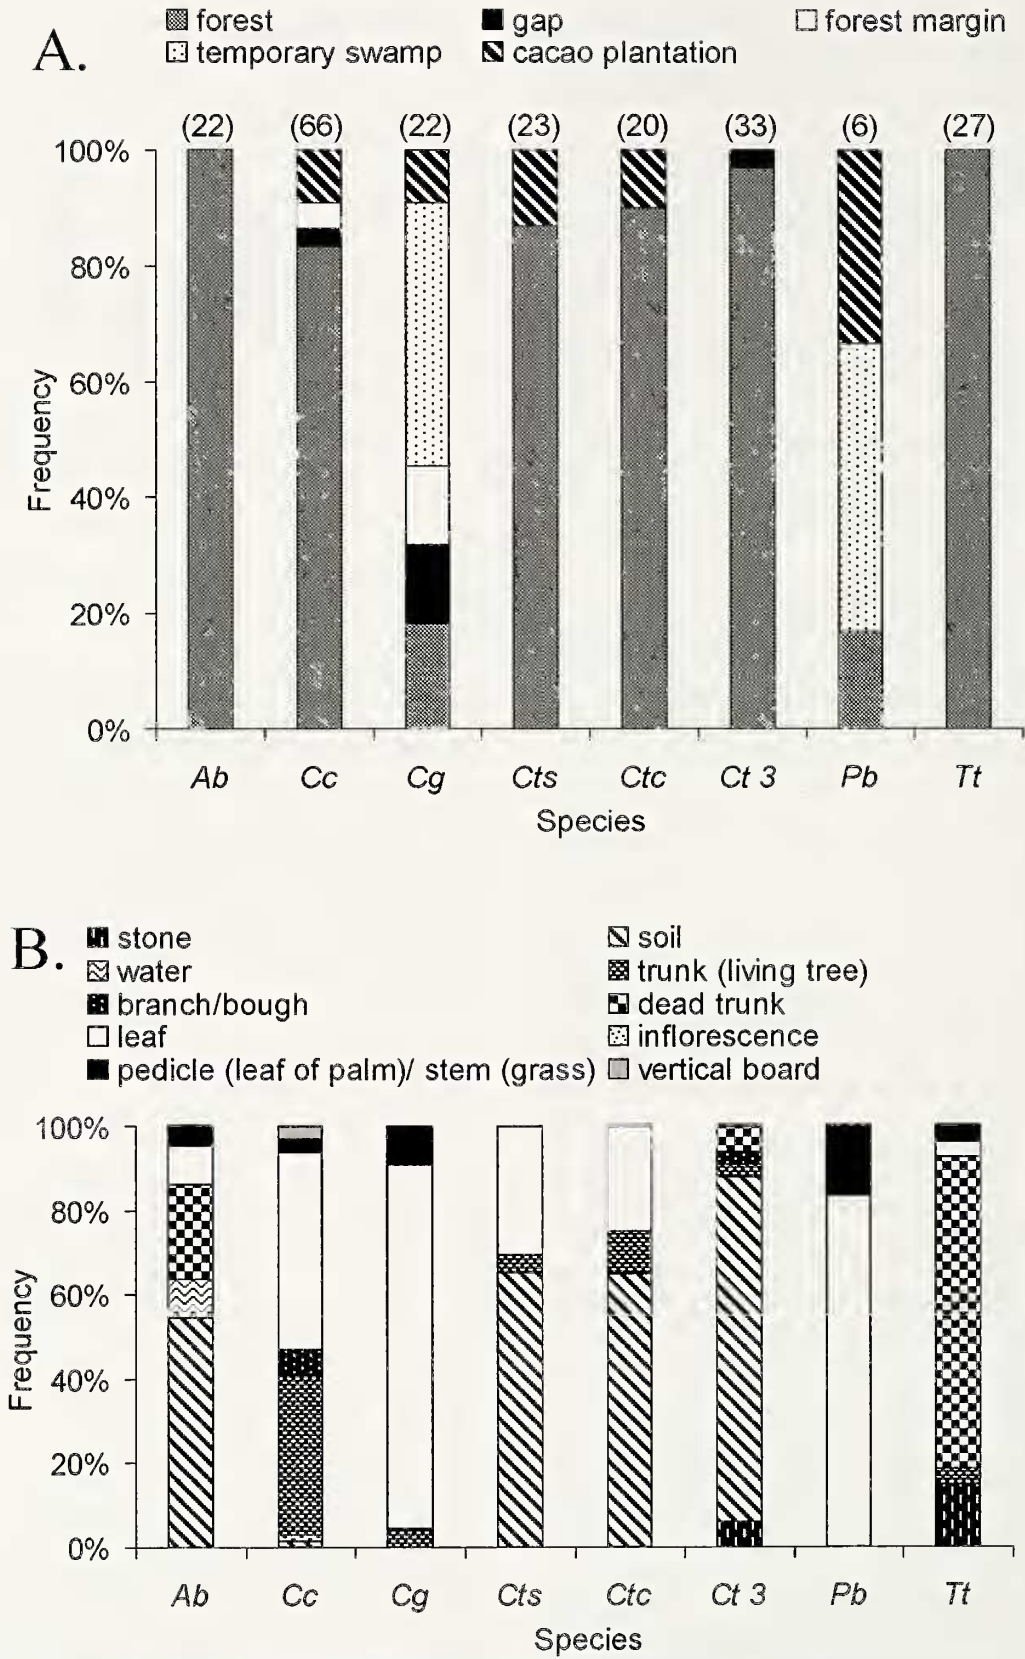 A.
forest gap forest margin
temporary swamp cacao plantation
(22) (66) (22) (23) (20) (33) (6) (27)
100%
80%
60%
40%
20%
0%
Frequency
Ab Cc Cg Cts Ctc Ct 3 Pb Tt
Species
B.
stone soil
water trunk (living tree)
branch/bough dead trunk
leaf inflorescence
pedicle (leaf of palm)/ stem (grass) vertical board
100%
80%
60%
40%
20%
0%
Frequency
Ab Cc Cg Cts Ctc Ct 3 Pb Tt
Species